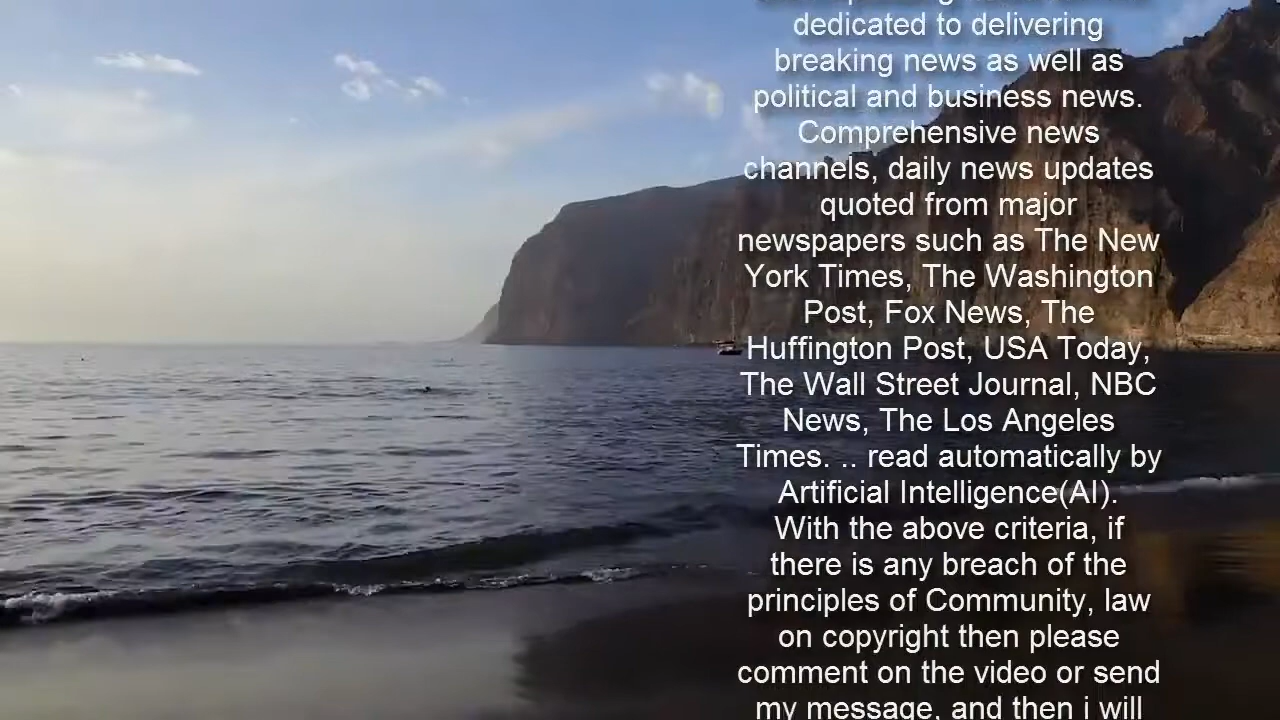 dedicated to delivering
breaking news as well as
political and business news.
Comprehensive news
channels, daily news updates
quoted from major
newspapers such as The New
York Times, The Washington
Post, Fox News, The
Huffington Post, USA Today,
The Wall Street Journal, NBC
News, The Los Angeles
Times. .. read automatically by
Artificial Intelligence(AI).
With the above criteria, if
there is any breach of the
principles of Community, law
on copyright then please
comment on the video or send
my message, and then i will